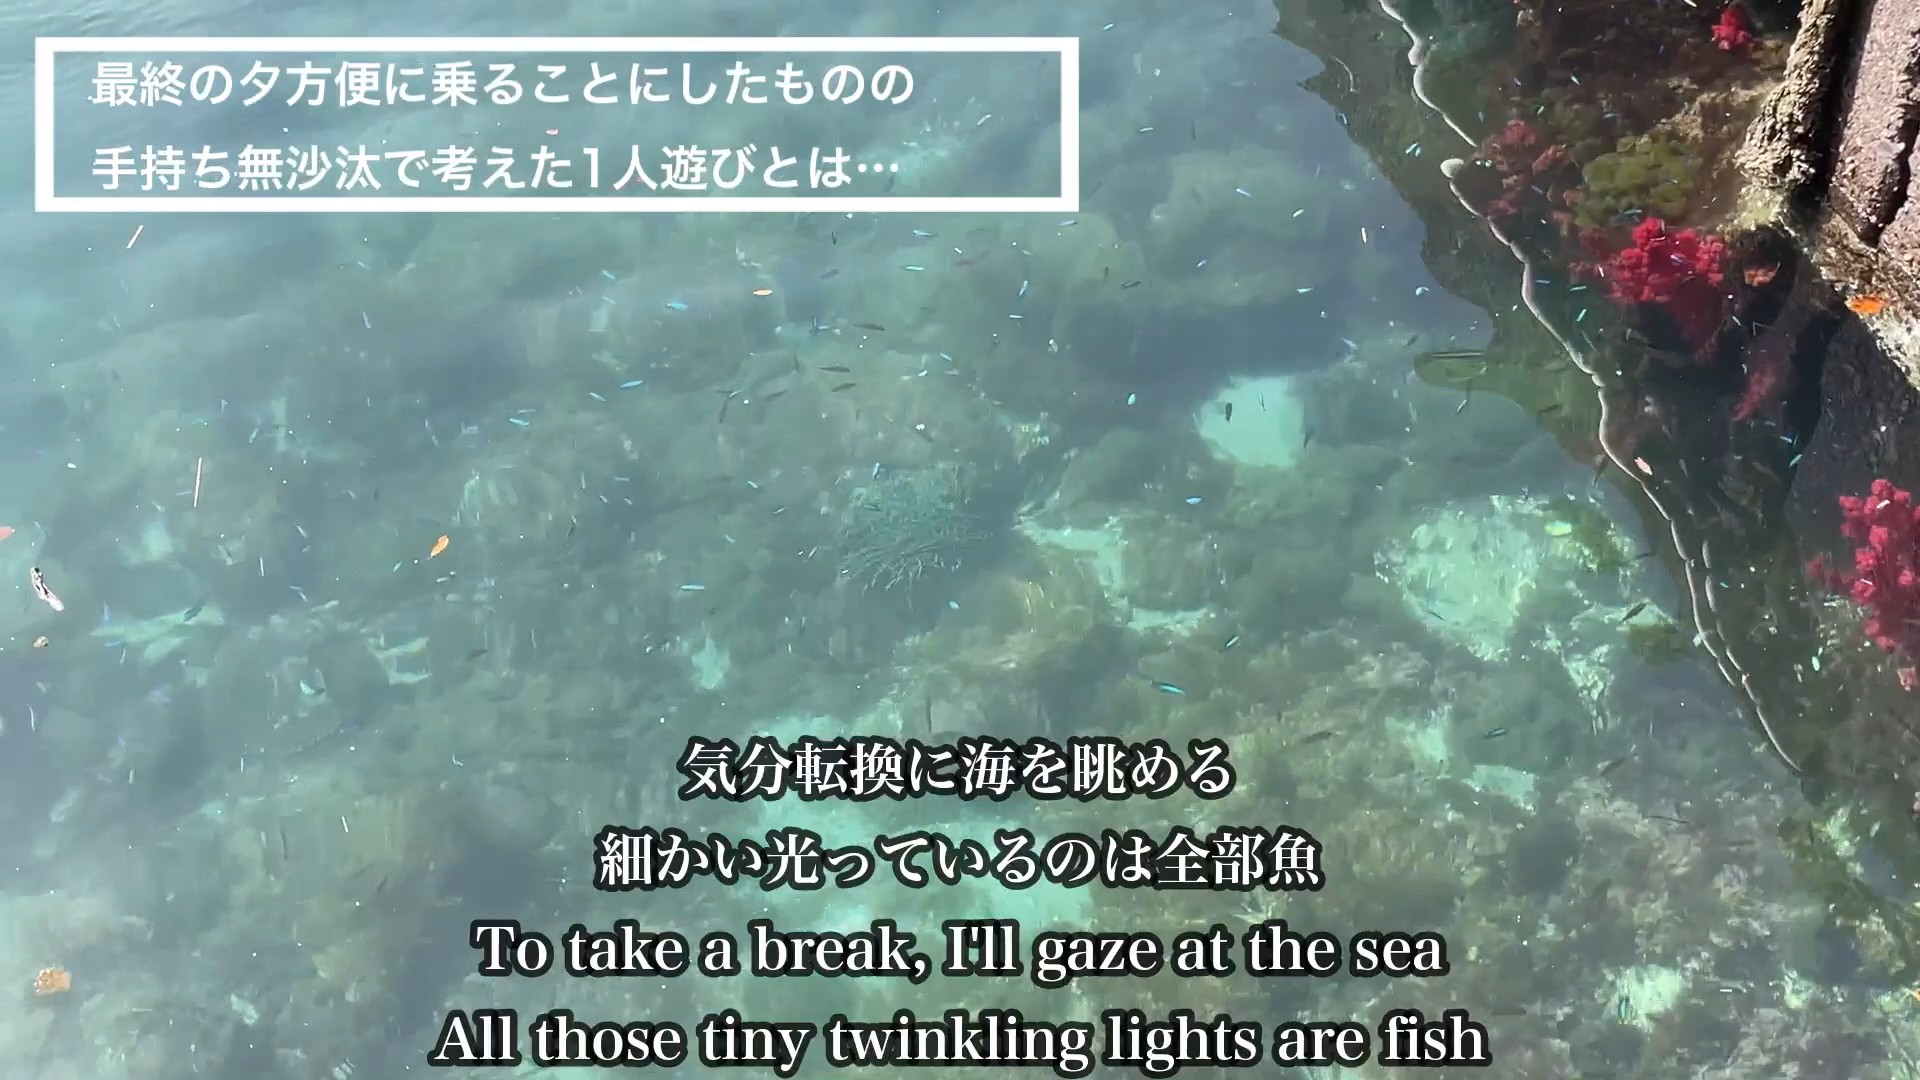 最終の夕方便に乗ることにしたものの
手持ち無沙汰で考えた1人遊びとは…
気分転換に海を眺める
細かい光っているのは全部魚
To take a break, I'll gaze at the sea
All those tiny twinkling lights are fish